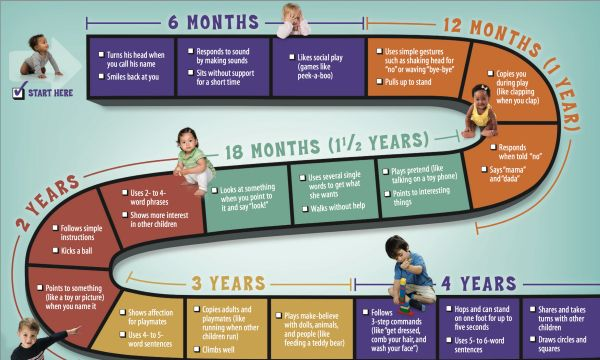 6 MONTHS
12 MONTHS (1 YEAR)
START HERE
Turns his head when
you call his name
Smiles back at you
Responds to sound
by making sounds
Sits without support
for a short time
Likes social play
(games like
peek-a-boo)
Uses simple gestures
such as shaking head for
"no" or waving "bye-bye"
Pulls up to stand
Copies you
during play
(like clapping
when you clap)
Responds
when told "no"
Says "mama" and
"dada"
18 MONTHS (1 1/2 YEARS)
Plays pretend (like
talking on a toy phone)
Points to interesting
things
Uses several single
words to get what
she wants
Walks without help
Looks at something
when you point to
it and say "look!"
2 YEARS
Uses 2- to 4-
word phrases
Shows more interest
in other children
Follows simple
instructions
Kicks a ball
Points to something
(like a toy or picture)
when you name it
3 YEARS
Shows affection
for playmates
Uses 4- to 5-
word sentences
Copies adults and
playmates (like
running when other
children run)
Climbs well
Plays make-believe
with dolls, animals,
and people (like
feeding a teddy bear)
4 YEARS
Follows
3-step commands
(like "get dressed,
comb your hair, and
wash your face")
Hops and can stand
on one foot for up to
five seconds
Uses 5- to 6-word
sentences
Shares and takes
turns with other
children
Draws circles and
squares